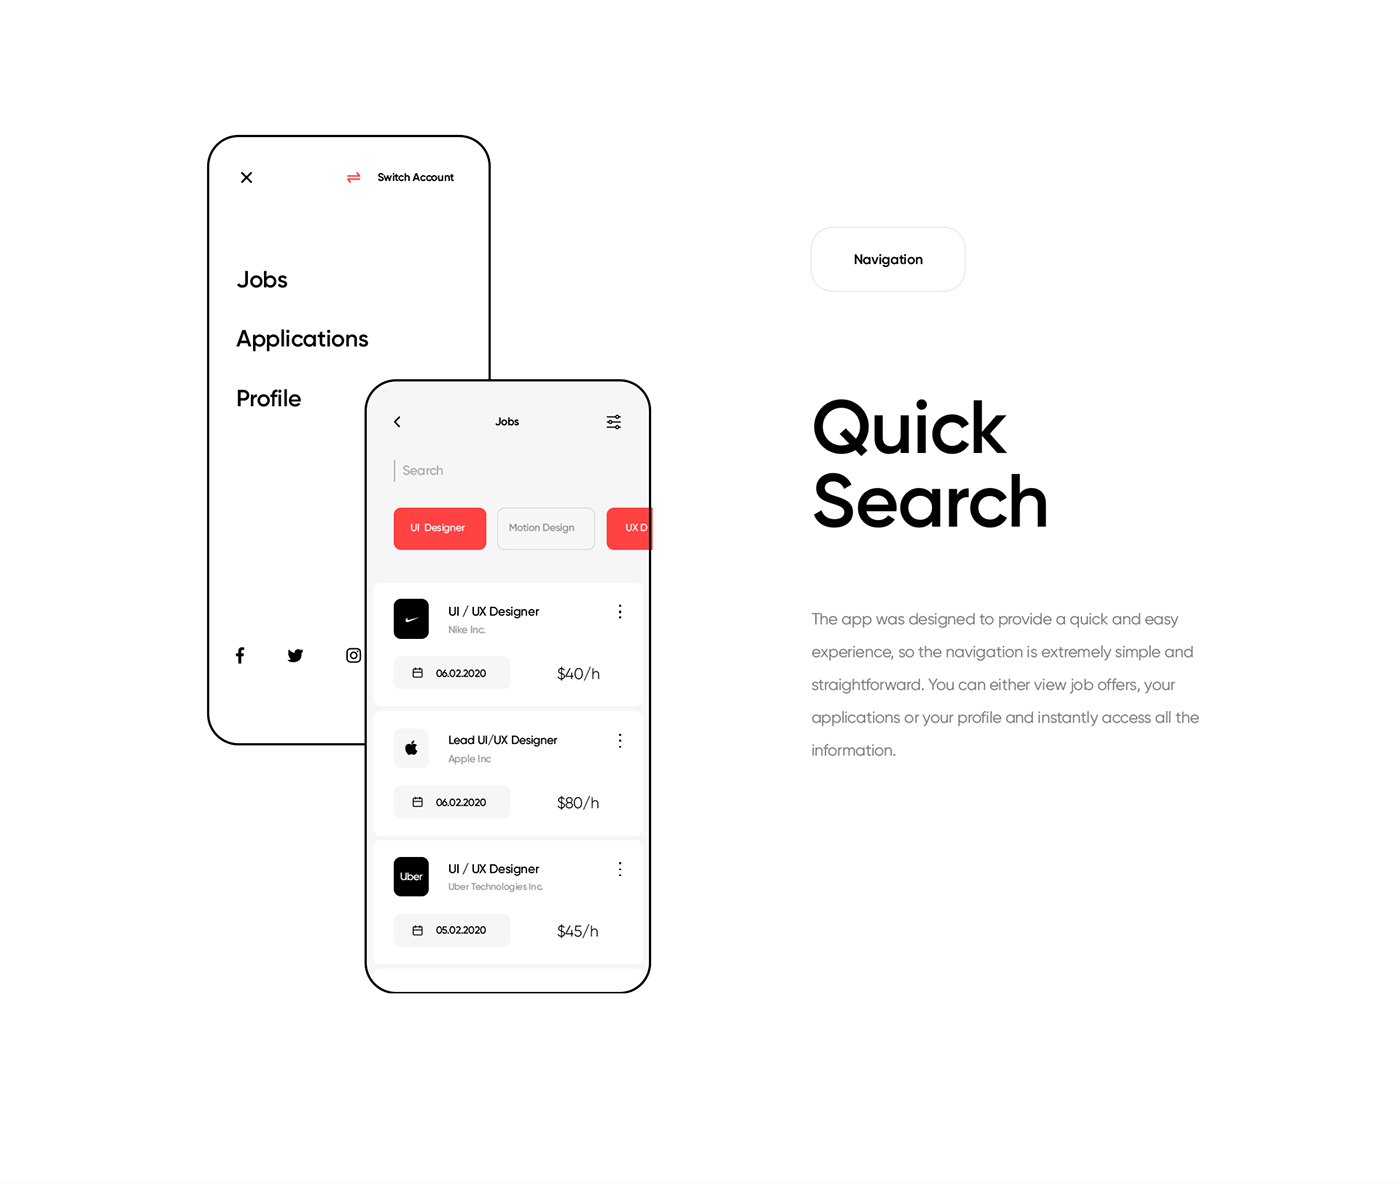 Switch Account
Jobs
Applications
Profile
Jobs
Search
UI Designer
Motion Design
UX D
UI / UX Designer
Nike Inc.
06.02.2020
$40/h
Lead UI/UX Designer
Apple Inc
06.02.2020
$80/h
Uber
UI / UX Designer
Uber Technologies Inc.
05.02.2020
$45/h
Navigation
Quick
Search
The app was designed to provide a quick and easy
experience, so the navigation is extremely simple and
straightforward. You can either view job offers, your
applications or your profile and instantly access all the
information.